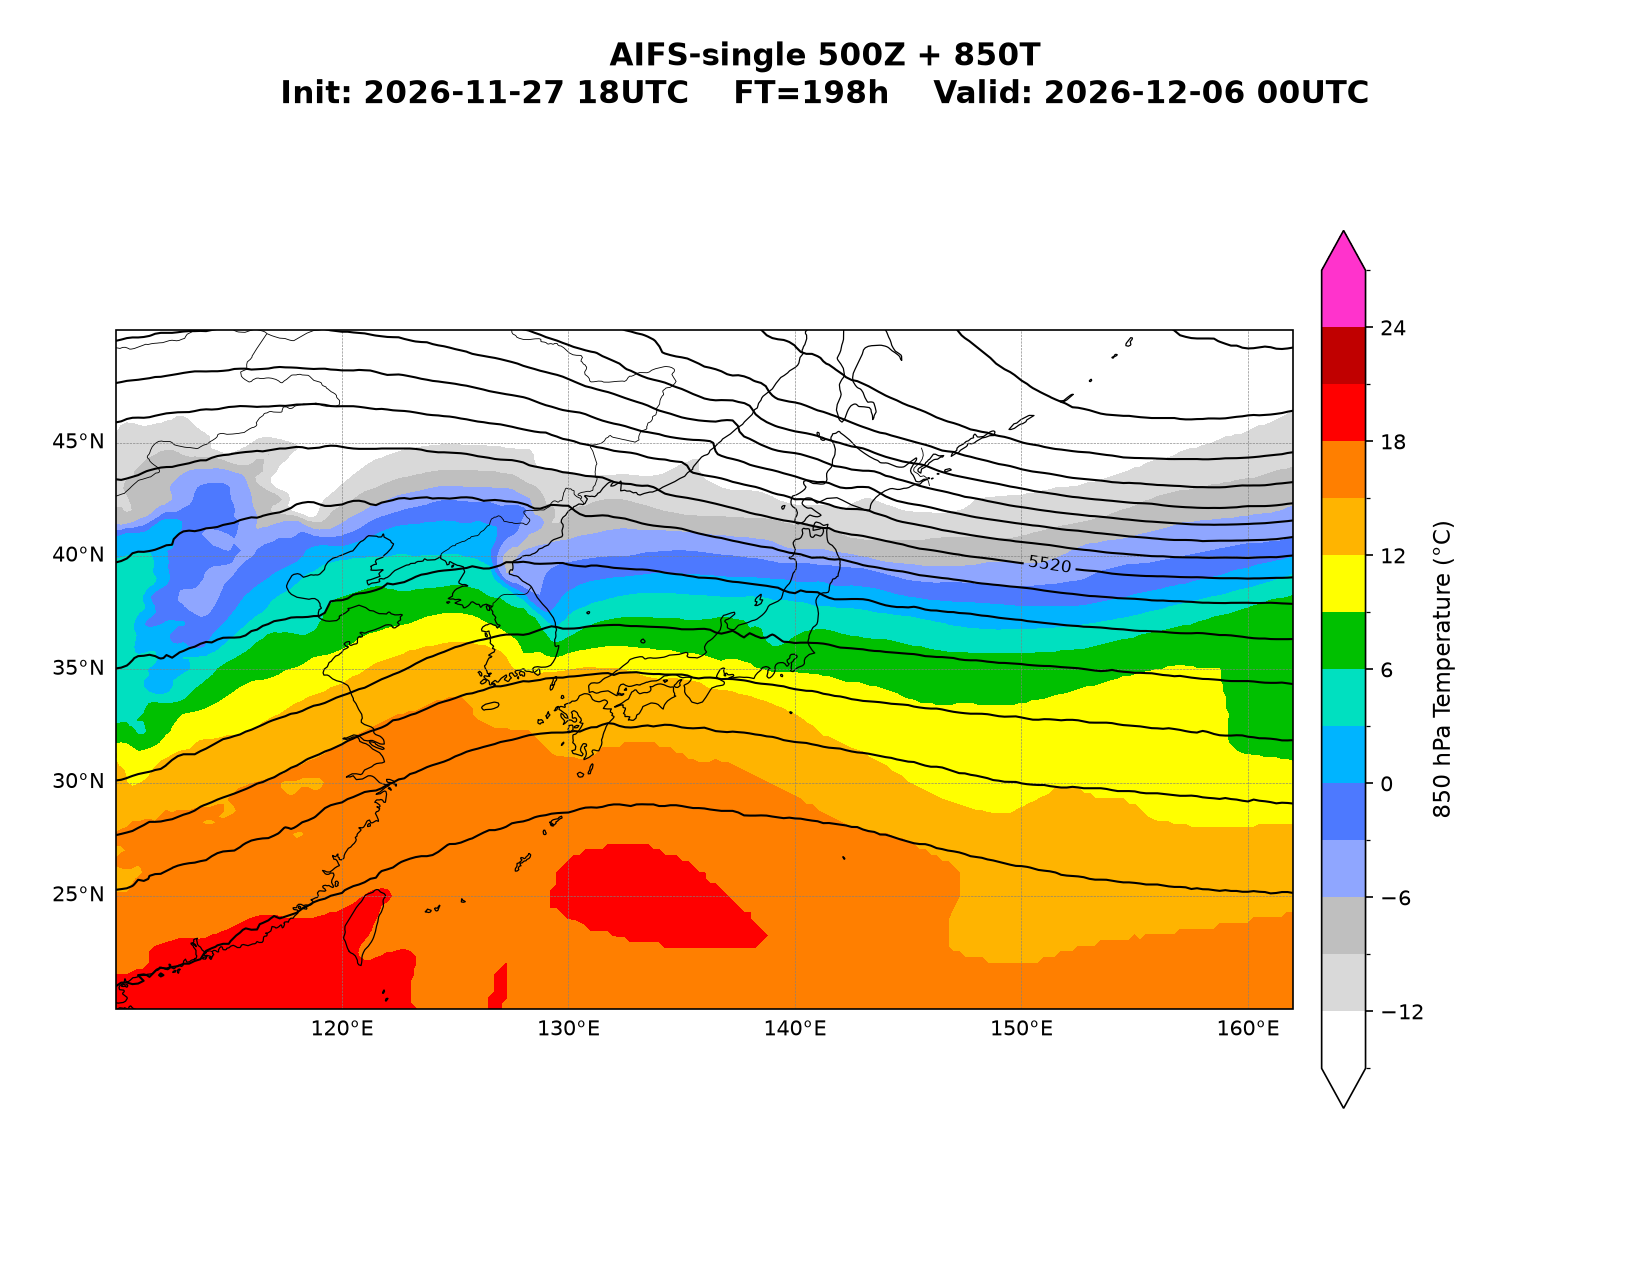 AIFS-single 500Z + 850T
Init: 2026-11-27 18UTC    FT=198h    Valid: 2026-12-06 00UTC
45°N
40°N
35°N
30°N
25°N
5520
120°E
130°E
140°E
150°E
160°E
24
18
12
6
0
−6
−12
850 hPa Temperature (°C)